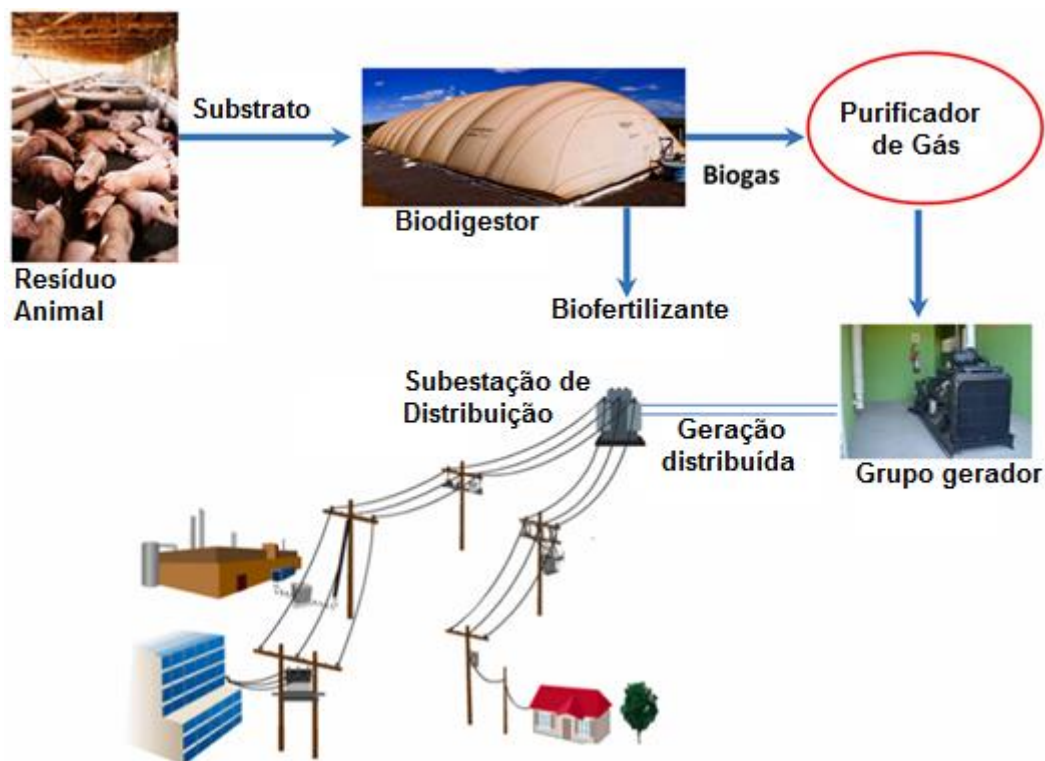 Substrato
Purificador
de Gás
Biogas
Biodigestor
Resíduo
Animal
Biofertilizante
Subestação de
Distribuição
Geração
distribuída
Grupo gerador